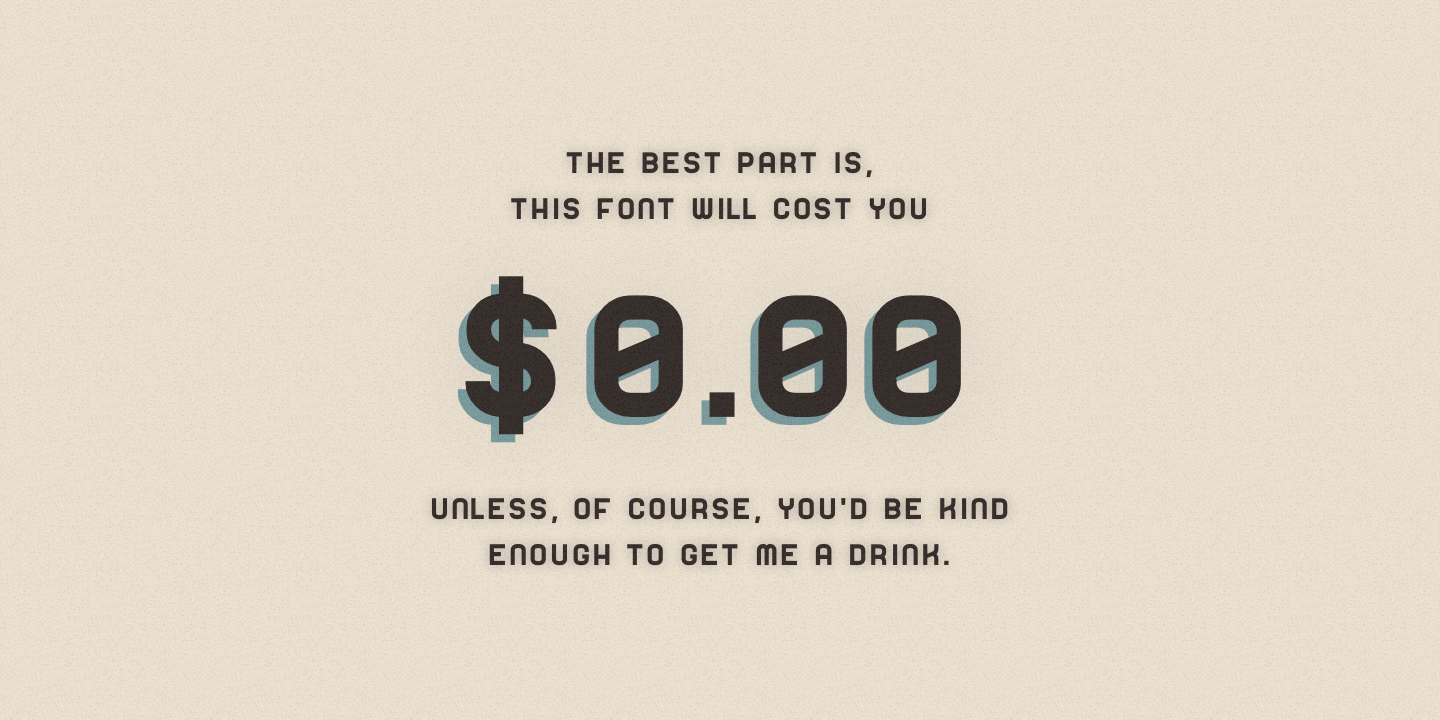 THE BEST PART IS,
THIS FONT WILL COST YOU
$0.00
UNLESS, OF COURSE, YOU'D BE KIND
ENOUGH TO GET ME A DRINK.